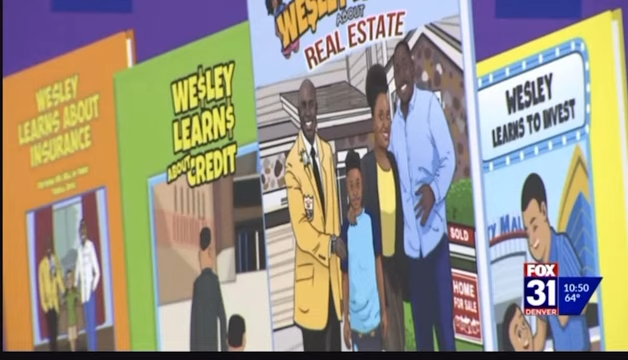 WE$LEY
ABOUT
REAL ESTATE
WESLEY
LEARNS ABOUT
INSURANCE
WE$LEY
LEARN$
ABOUT CREDIT
WESLEY
LEARNS TO INVEST
SOLD
HOME
FOR SALE
FOX
31
DENVER
10:50
64°